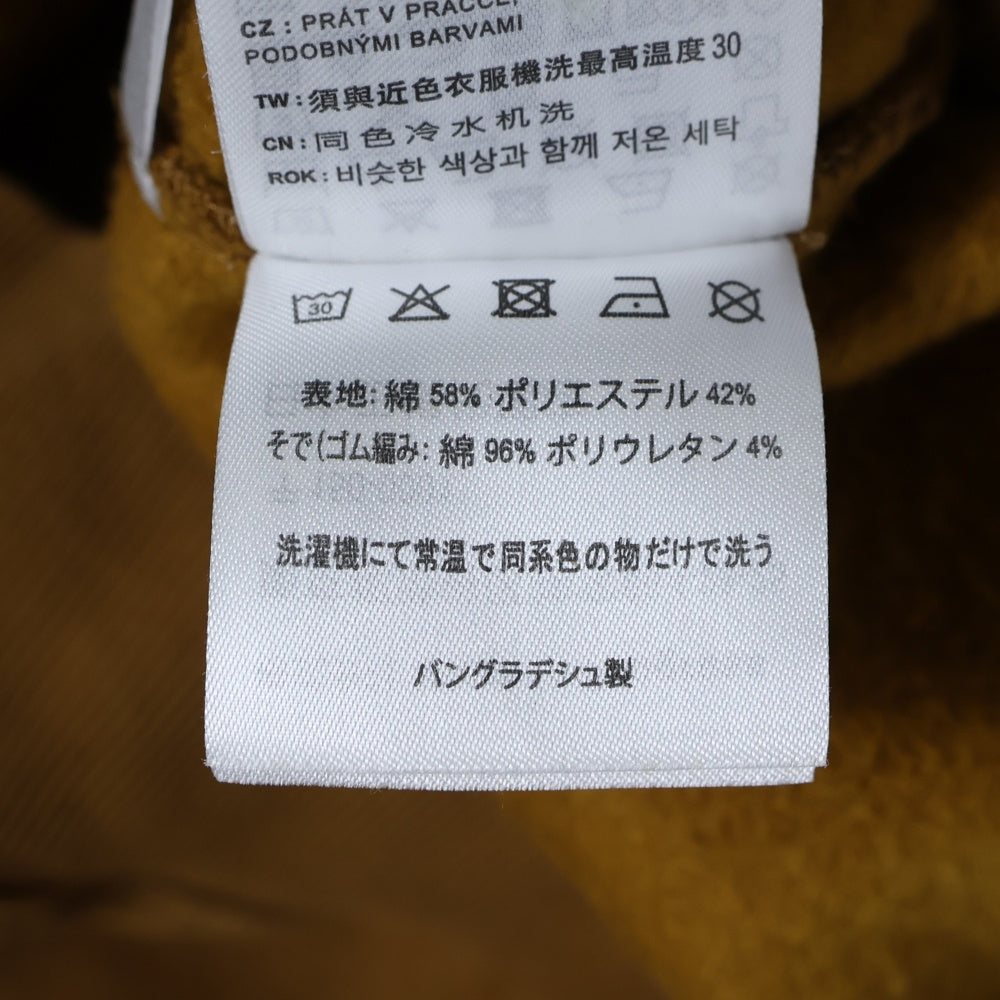 CZ : PRÁT V PRAČCE,
PODOBNÝMI BARVAMI
TW : 須與近色衣服機洗最高溫度30
CN : 同色冷水机洗
ROK : 비슷한 색상과 함께 저온 세탁
30
表地: 綿 58% ポリエステル 42%
そで(ゴム編み: 綿 96% ポリウレタン 4%
洗濯機にて常温で同系色の物だけで洗う
バングラデシュ製